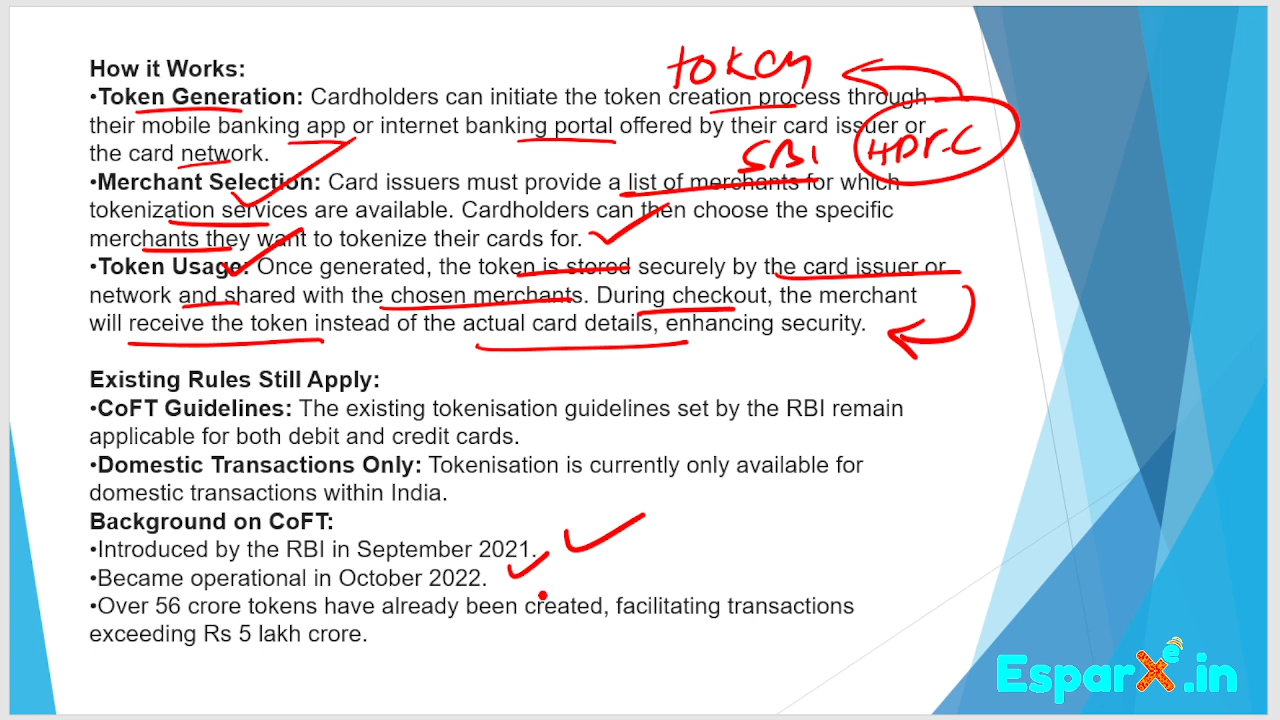 How it Works:
token
•Token Generation: Cardholders can initiate the token creation process through
their mobile banking app or internet banking portal offered by their card issuer or
the card network.
SBI
HDFC
•Merchant Selection: Card issuers must provide a list of merchants for which
tokenization services are available. Cardholders can then choose the specific
merchants they want to tokenize their cards for.
•Token Usage: Once generated, the token is stored securely by the card issuer or
network and shared with the chosen merchants. During checkout, the merchant
will receive the token instead of the actual card details, enhancing security.
Existing Rules Still Apply:
•CoFT Guidelines: The existing tokenisation guidelines set by the RBI remain
applicable for both debit and credit cards.
•Domestic Transactions Only: Tokenisation is currently only available for
domestic transactions within India.
Background on CoFT:
•Introduced by the RBI in September 2021.
•Became operational in October 2022.
•Over 56 crore tokens have already been created, facilitating transactions
exceeding Rs 5 lakh crore.
EsparXe.in